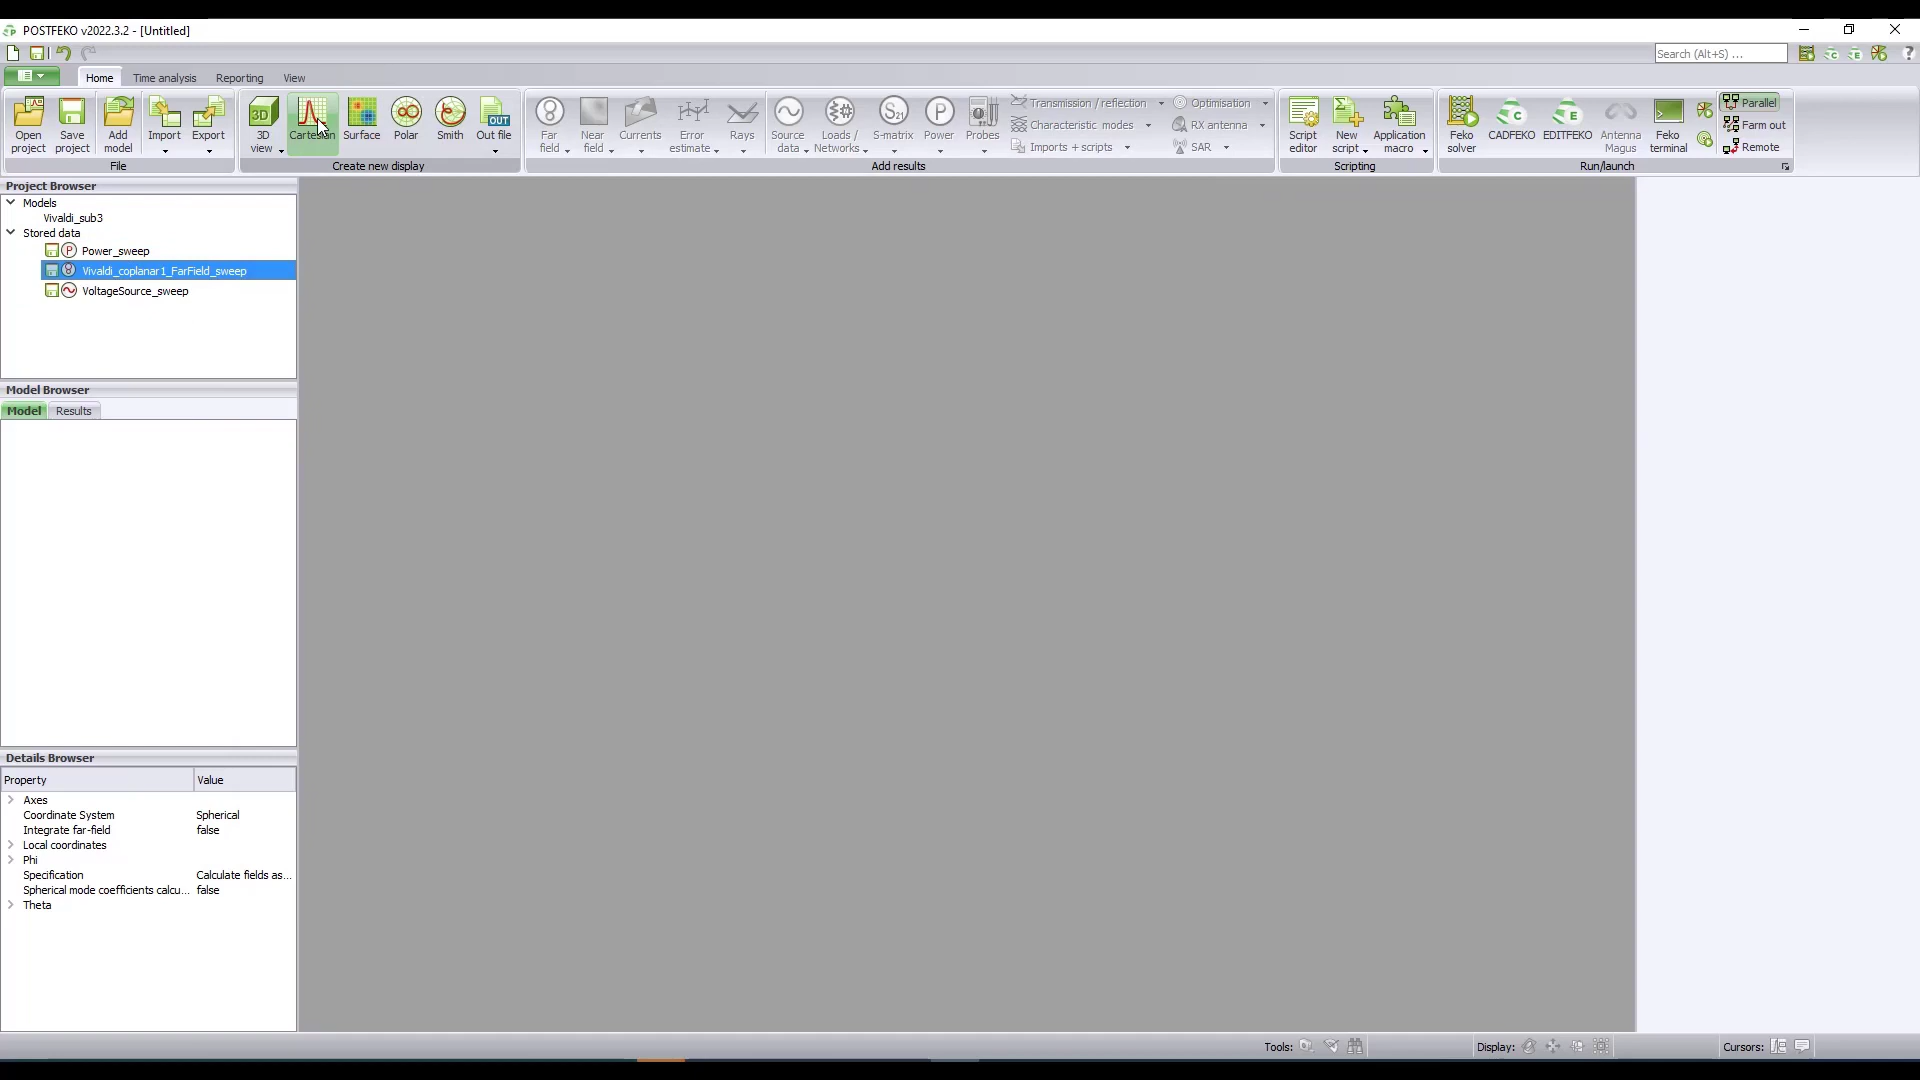 POSTFEKO v2022.3.2 - [Untitled]
Search (Alt+S) ...
Home Time analysis Reporting View
Open project
Save project
Add model
Import
Export
File
3D view
Cartesian
Surface
Polar
Smith
OUT
Out file
Create new display
Far field
Near field
Currents
Error estimate
Rays
Source data
Loads / Networks
S-matrix
Power
Probes
Transmission / reflection
Characteristic modes
Imports + scripts
Optimisation
RX antenna
SAR
Add results
Script editor
New script
Application macro
Scripting
Feko solver
CADFEKO
EDITFEKO
Antenna Magus
Feko terminal
Parallel
Farm out
Remote
Run/launch
Project Browser
Models
Vivaldi_sub3
Stored data
Power_sweep
Vivaldi_coplanar1_FarField_sweep
VoltageSource_sweep
Model Browser
Model Results
Details Browser
Property Value
Axes
Coordinate System Spherical
Integrate far-field false
Local coordinates
Phi
Specification Calculate fields as...
Spherical mode coefficients calcu... false
Theta
Tools: Display: Cursors: